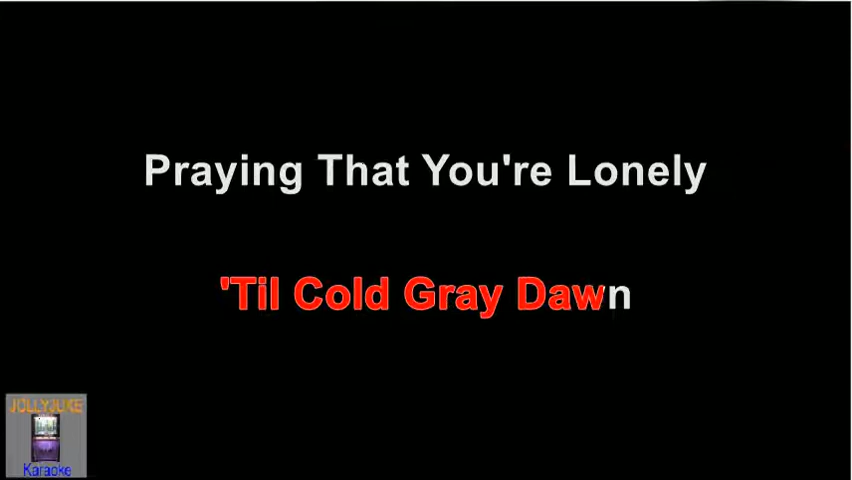 Praying That You're Lonely
'Til Cold Gray Dawn
JOLLYJUKE
Karaoke